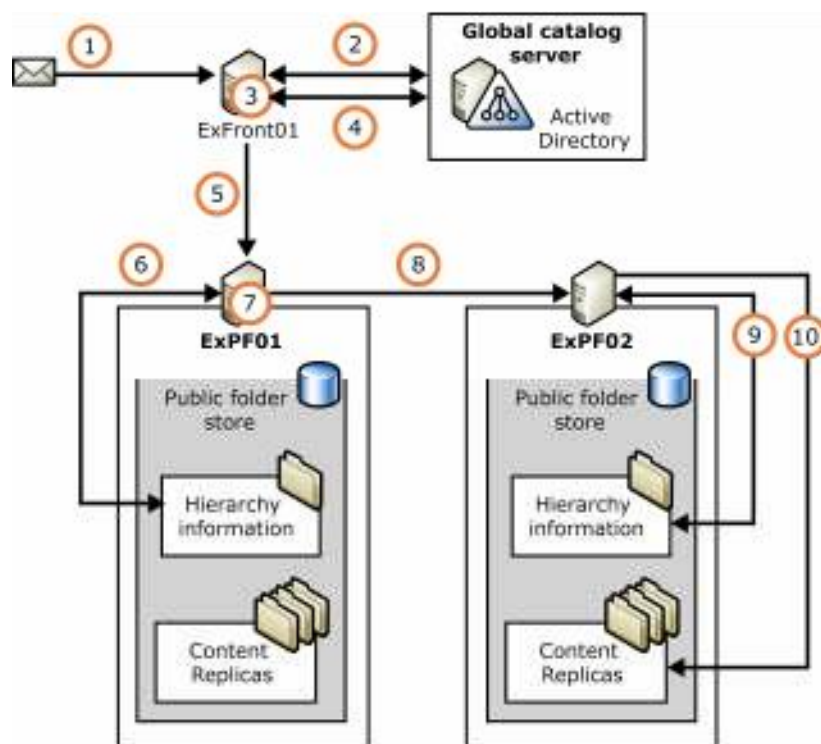 1
2
Global catalog
server
3
ExFront01
4
Active
Directory
5
6
8
7
ExPF01
ExPF02
9
10
Public folder
store
Hierarchy
information
Content
Replicas
Public folder
store
Hierarchy
information
Content
Replicas